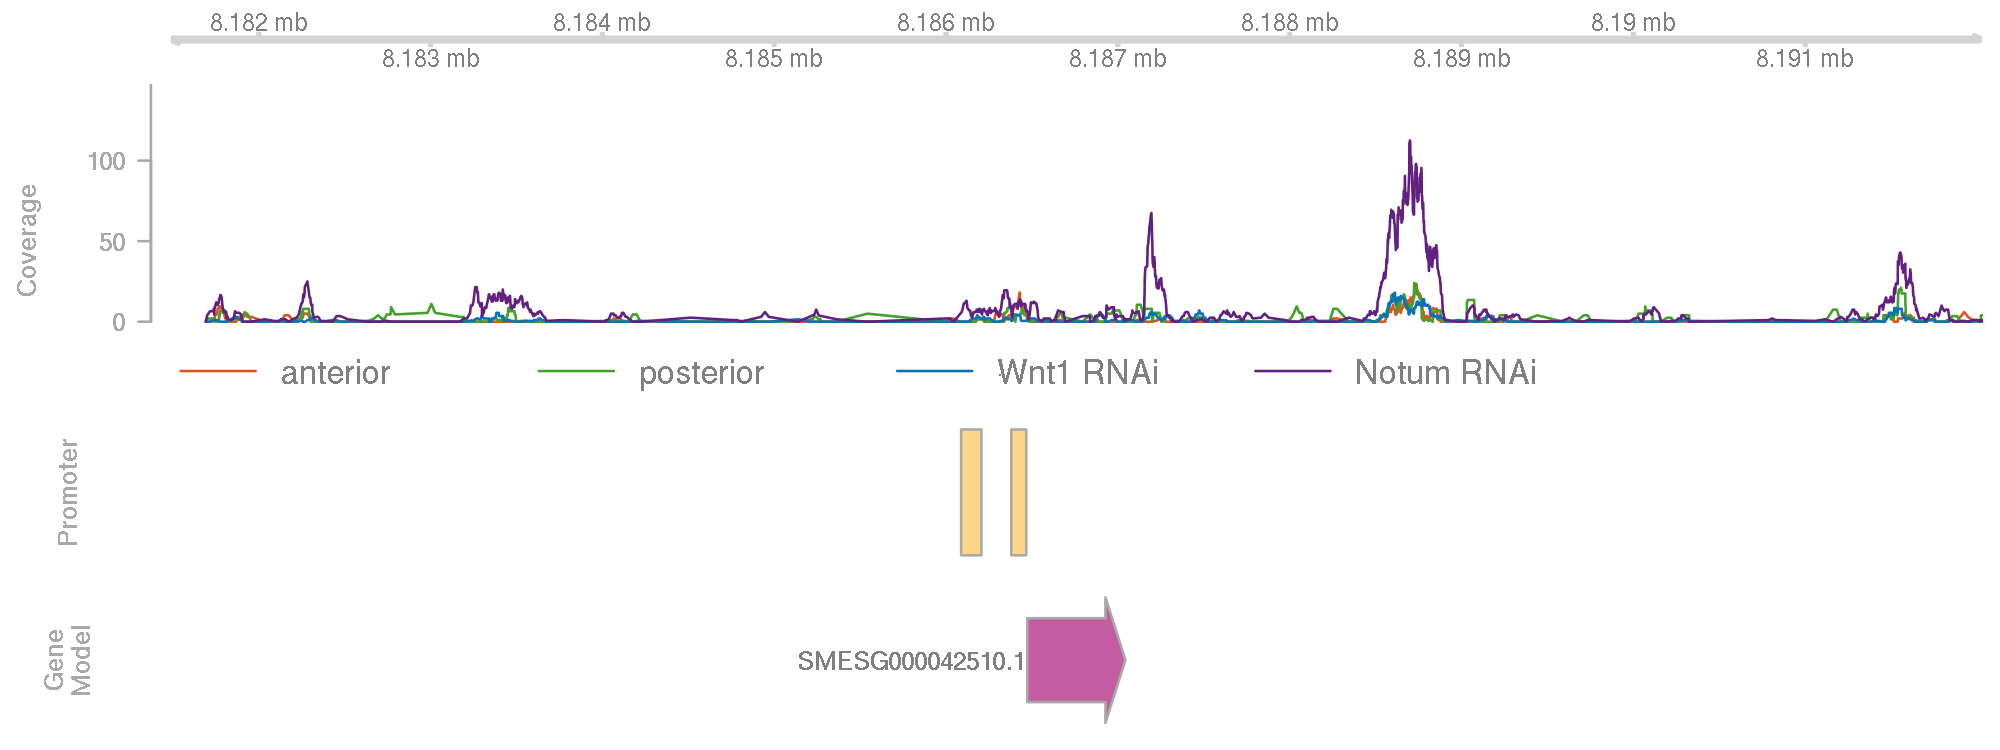 8.182 mb 8.184 mb 8.186 mb 8.188 mb 8.19 mb
8.183 mb 8.185 mb 8.187 mb 8.189 mb 8.191 mb
Coverage
100
50
0
anterior posterior Wnt1 RNAi Notum RNAi
Promoter
Gene
Model
SMESG000042510.1